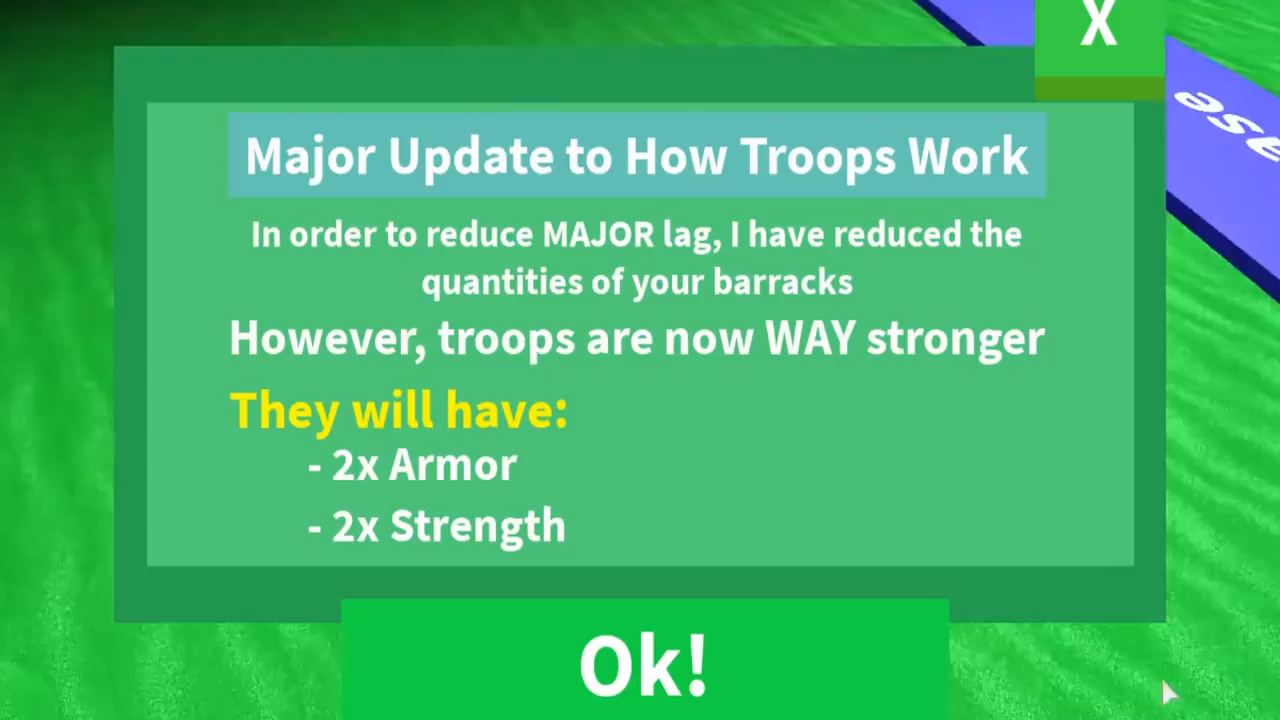 X
Major Update to How Troops Work
In order to reduce MAJOR lag, I have reduced the
quantities of your barracks
However, troops are now WAY stronger
They will have:
- 2x Armor
- 2x Strength
Ok!